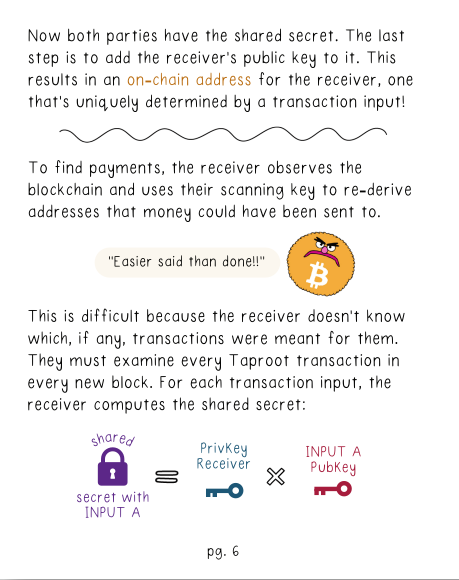 Now both parties have the shared secret. The last
step is to add the receiver's public key to it. This
results in an on-chain address for the receiver, one
that's uniquely determined by a transaction input!
To find payments, the receiver observes the
blockchain and uses their scanning key to re-derive
addresses that money could have been sent to.
"Easier said than done!!"
This is difficult because the receiver doesn't know
which, if any, transactions were meant for them.
They must examine every Taproot transaction in
every new block. For each transaction input, the
receiver computes the shared secret:
shared
secret with
INPUT A
=
PrivKey
Receiver
×
INPUT A
PubKey
pg. 6